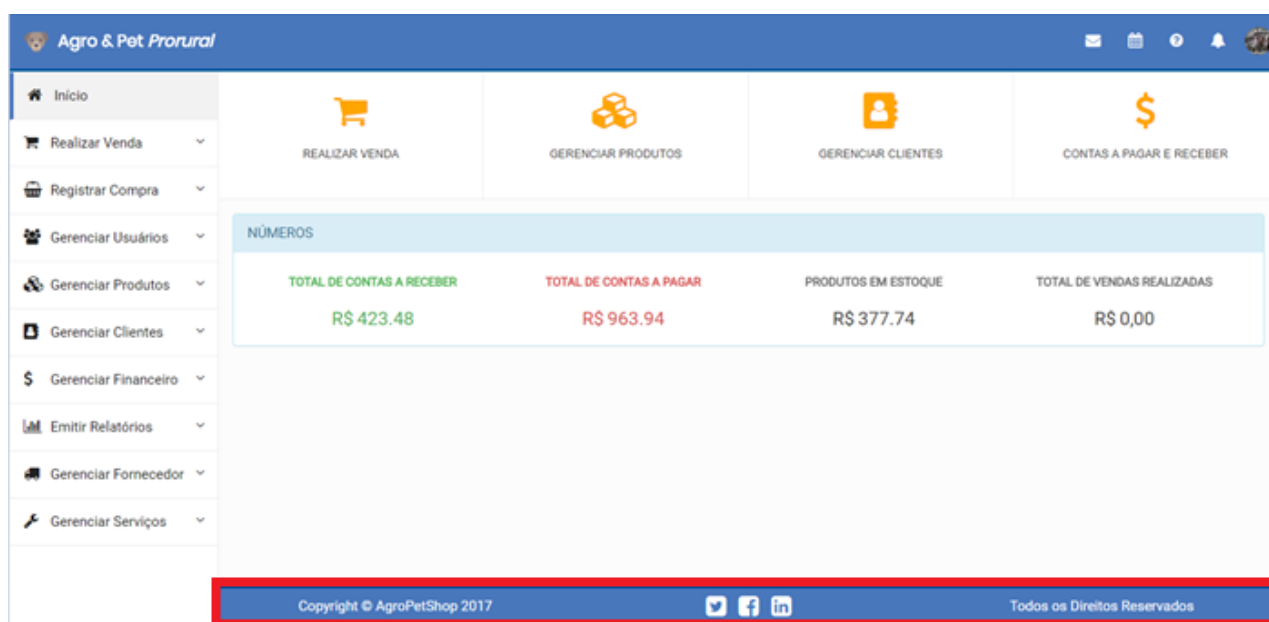 Agro & Pet Prorural
Início
Realizar Venda
Registrar Compra
Gerenciar Usuários
Gerenciar Produtos
Gerenciar Clientes
$ Gerenciar Financeiro
Emitir Relatórios
Gerenciar Fornecedor
Gerenciar Serviços
REALIZAR VENDA
GERENCIAR PRODUTOS
GERENCIAR CLIENTES
$
CONTAS A PAGAR E RECEBER
NÚMEROS
TOTAL DE CONTAS A RECEBER
R$ 423.48
TOTAL DE CONTAS A PAGAR
R$ 963.94
PRODUTOS EM ESTOQUE
R$ 377.74
TOTAL DE VENDAS REALIZADAS
R$ 0,00
Copyright © AgroPetShop 2017
Todos os Direitos Reservados